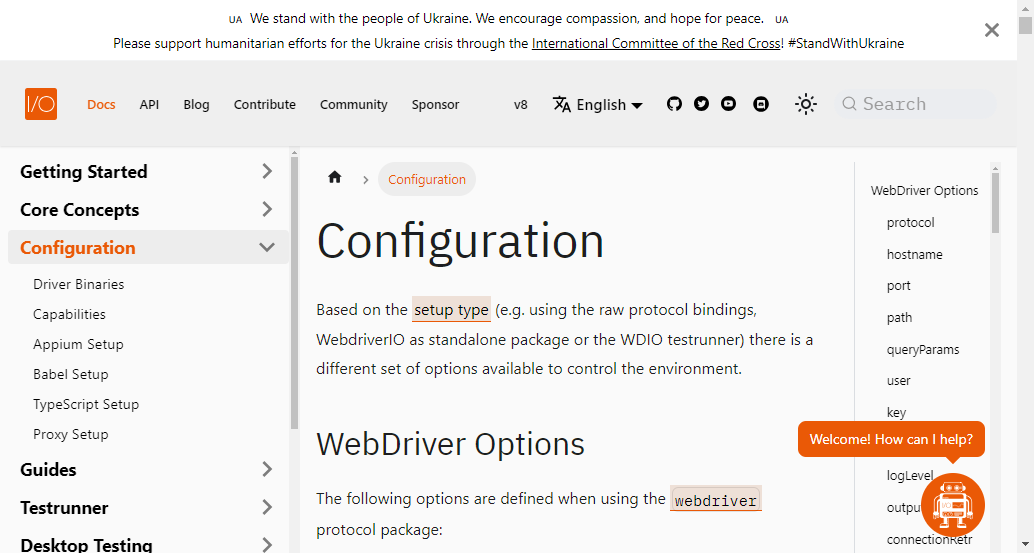 UA We stand with the people of Ukraine. We encourage compassion, and hope for peace. UA
Please support humanitarian efforts for the Ukraine crisis through the International Committee of the Red Cross! #StandWithUkraine
I/O Docs API Blog Contribute Community Sponsor v8 English Search
Getting Started
Core Concepts
Configuration
Driver Binaries
Capabilities
Appium Setup
Babel Setup
TypeScript Setup
Proxy Setup
Guides
Testrunner
Desktop Testing
Configuration
Configuration
Based on the setup type (e.g. using the raw protocol bindings,
WebdriverIO as standalone package or the WDIO testrunner) there is a
different set of options available to control the environment.
WebDriver Options
The following options are defined when using the webdriver
protocol package:
WebDriver Options
protocol
hostname
port
path
queryParams
user
key
Welcome! How can I help?
logLevel
outpu
connectionRetr